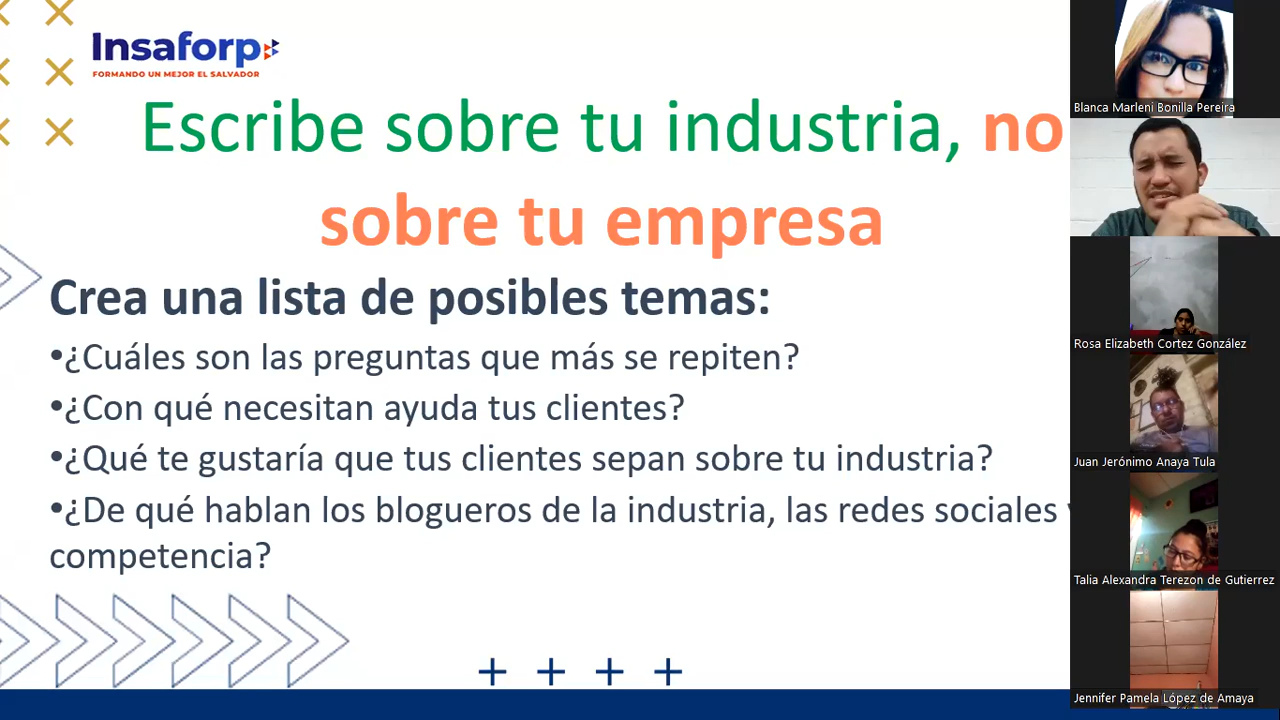 Insaforp
FORMANDO UN MEJOR EL SALVADOR
Escribe sobre tu industria, no
sobre tu empresa
Crea una lista de posibles temas:
•¿Cuáles son las preguntas que más se repiten?
•¿Con qué necesitan ayuda tus clientes?
•¿Qué te gustaría que tus clientes sepan sobre tu industria?
•¿De qué hablan los blogueros de la industria, las redes sociales
competencia?
Blanca Marleni Bonilla Pereira
Rosa Elizabeth Cortez González
Juan Jerónimo Anaya Tula
Talia Alexandra Terezon de Gutierrez
Jennifer Pamela López de Amaya